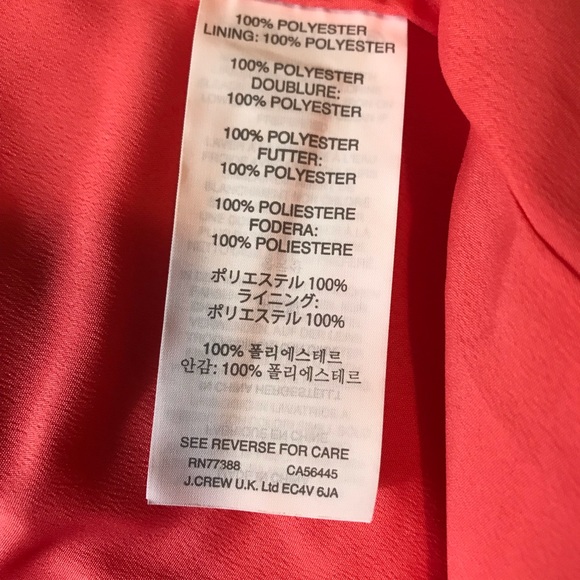 100% POLYESTER
LINING: 100% POLYESTER
100% POLYESTER
DOUBLURE:
100% POLYESTER
100% POLYESTER
FUTTER:
100% POLYESTER
100% POLIESTERE
FODERA:
100% POLIESTERE
ポリエステル 100%
ライニング:
ポリエステル 100%
100% 폴리에스테르
안감: 100% 폴리에스테르
SEE REVERSE FOR CARE
RN77388 CA56445
J.CREW U.K. Ltd EC4V 6JA